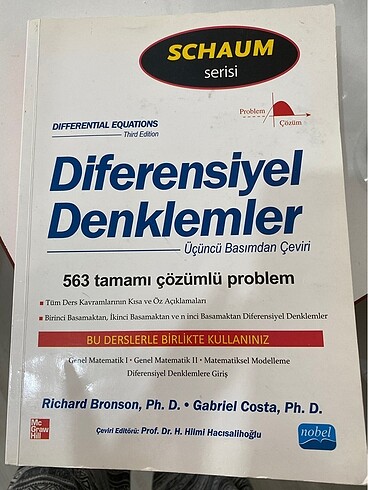 SCHAUM
serisi
Problem
Çözüm
DIFFERENTIAL EQUATIONS
Third Edition
Diferensiyel
Denklemler
Üçüncü Basımdan Çeviri
563 tamamı çözümlü problem
• Tüm Ders Kavramlarının Kısa ve Öz Açıklamaları
• Birinci Basamaktan, İkinci Basamaktan ve n inci Basamaktan Diferensiyel Denklemler
BU DERSLERLE BİRLİKTE KULLANINIZ
Genel Matematik I • Genel Matematik II • Matematiksel Modelleme
Diferensiyel Denklemlere Giriş
Richard Bronson, Ph. D. • Gabriel Costa, Ph. D.
Çeviri Editörü: Prof. Dr. H. Hilmi Hacısalihoğlu
Mc
Graw
Hill
nobel